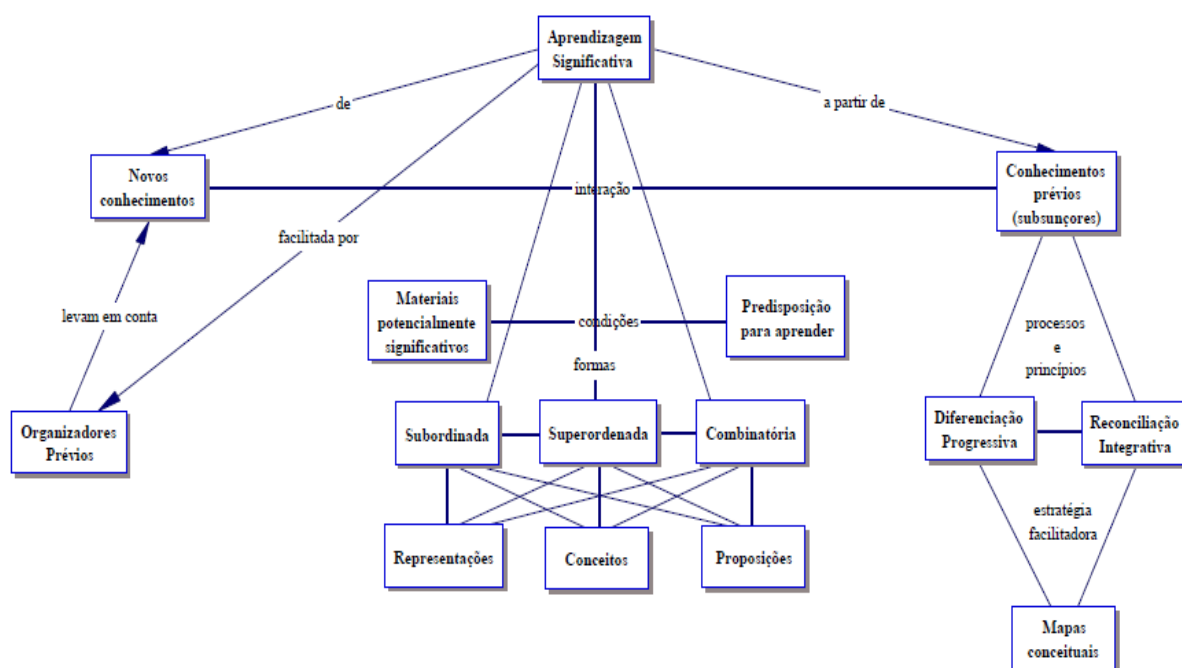 Aprendizagem
Significativa
de
a partir de
Novos
conhecimentos
interação
Conhecimentos
prévios
(subsunçores)
facilitada por
levam em conta
Materiais
potencialmente
significativos
condições
Predisposição
para aprender
processos
e
princípios
formas
Organizadores
Prévios
Subordinada
Superordenada
Combinatória
Diferenciação
Progressiva
Reconciliação
Integrativa
Representações
Conceitos
Proposições
estratégia
facilitadora
Mapas
conceituais